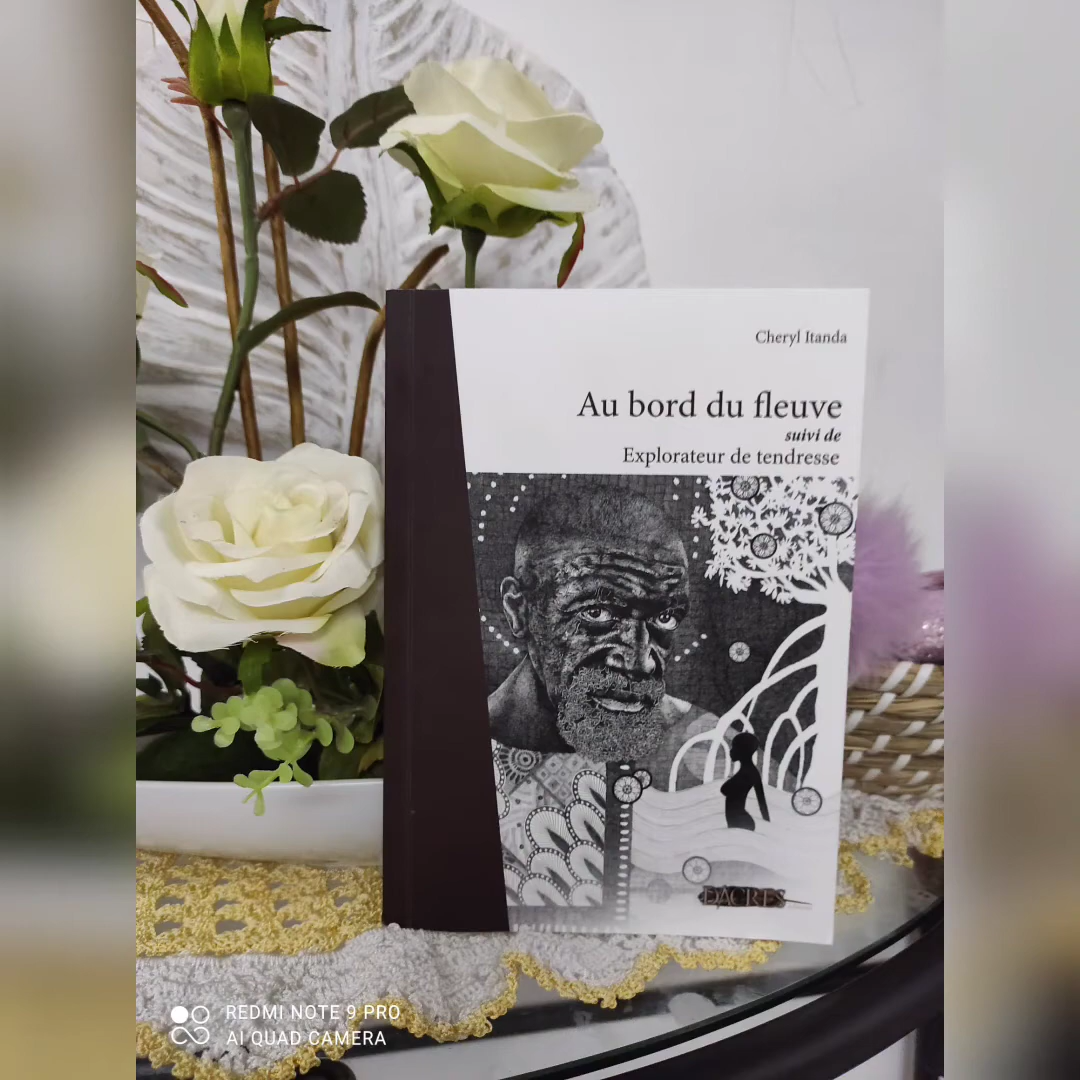 Cheryl Itanda
Au bord du fleuve
suivi de
Explorateur de tendresse
DACRES
REDMI NOTE 9 PRO
AI QUAD CAMERA